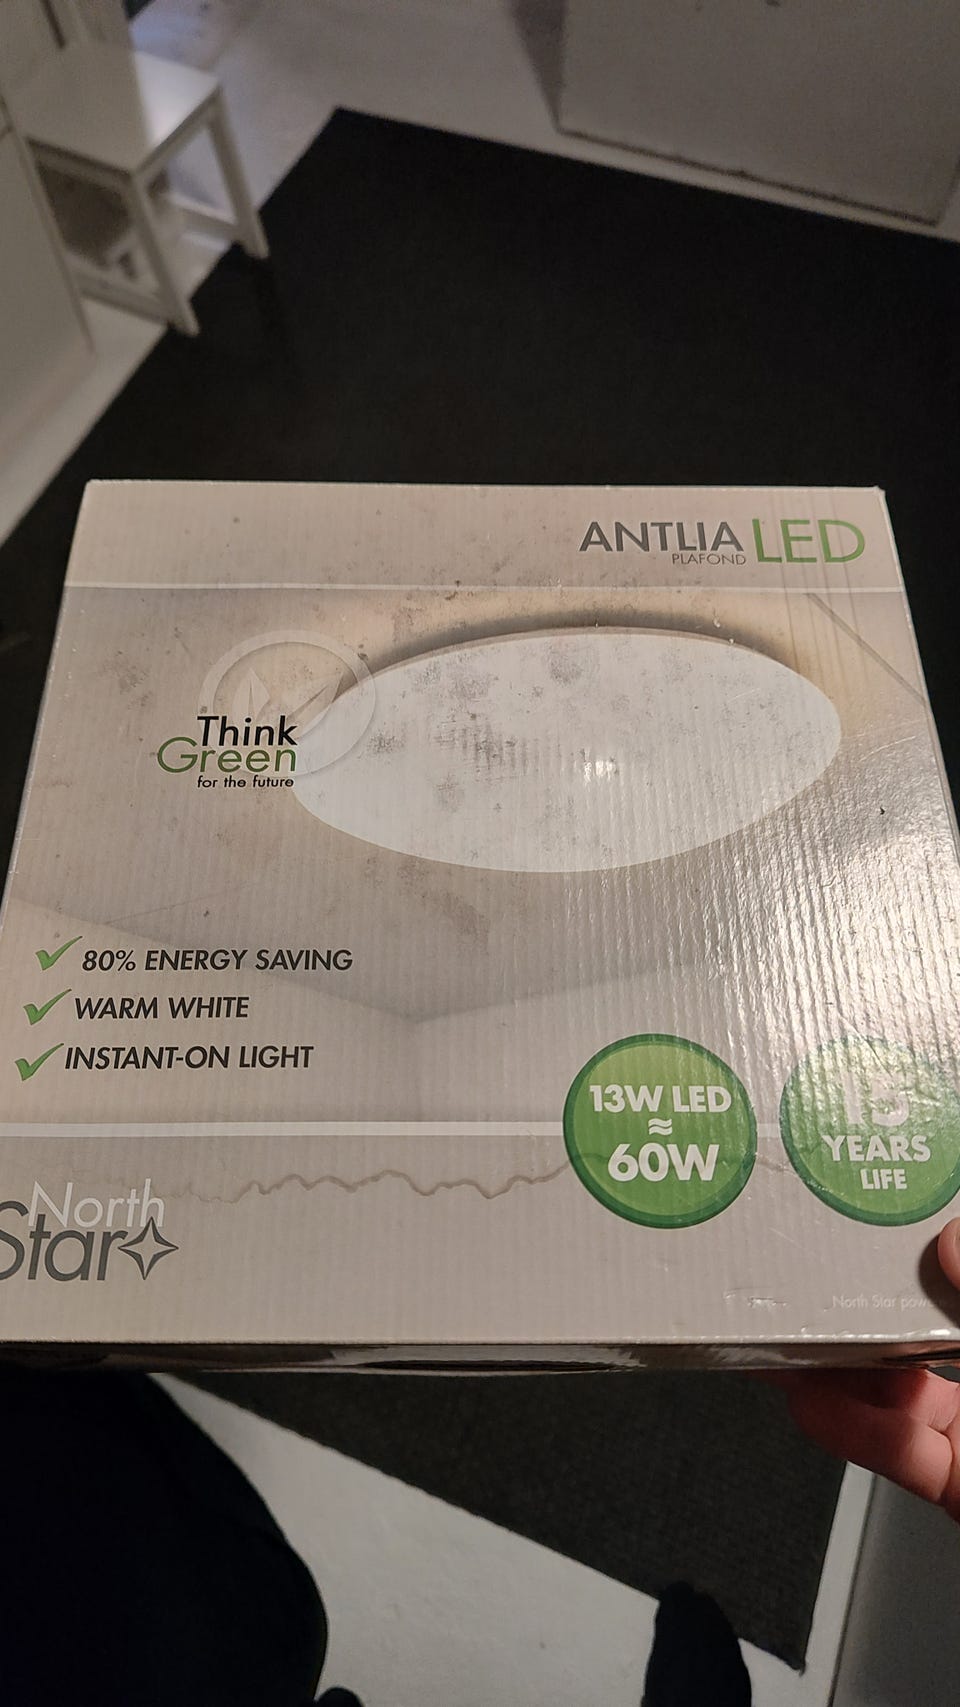 ANTLIA LED
PLAFOND
Think
Green
for the future
80% ENERGY SAVING
WARM WHITE
INSTANT-ON LIGHT
13W LED
≈
60W
15
YEARS
LIFE
North
Star
North Star